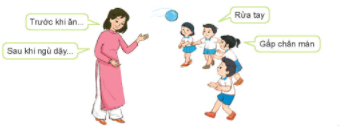 Trước khi ăn...
Rửa tay
Sau khi ngủ dậy...
Gấp chăn màn